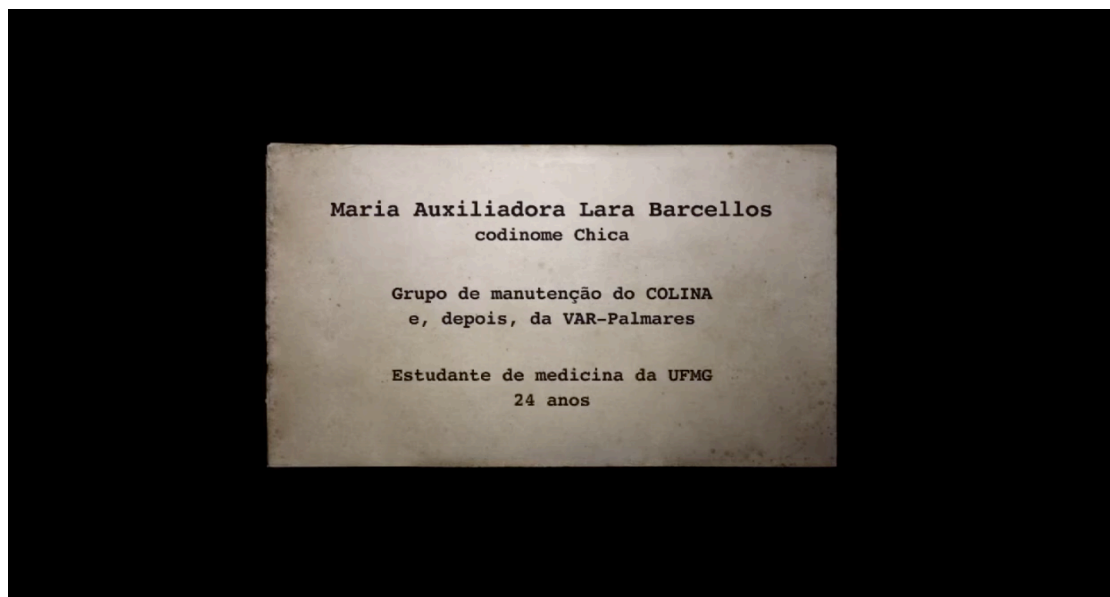 Maria Auxiliadora Lara Barcellos
codinome Chica
Grupo de manutenção do COLINA
e, depois, da VAR-Palmares
Estudante de medicina da UFMG
24 anos